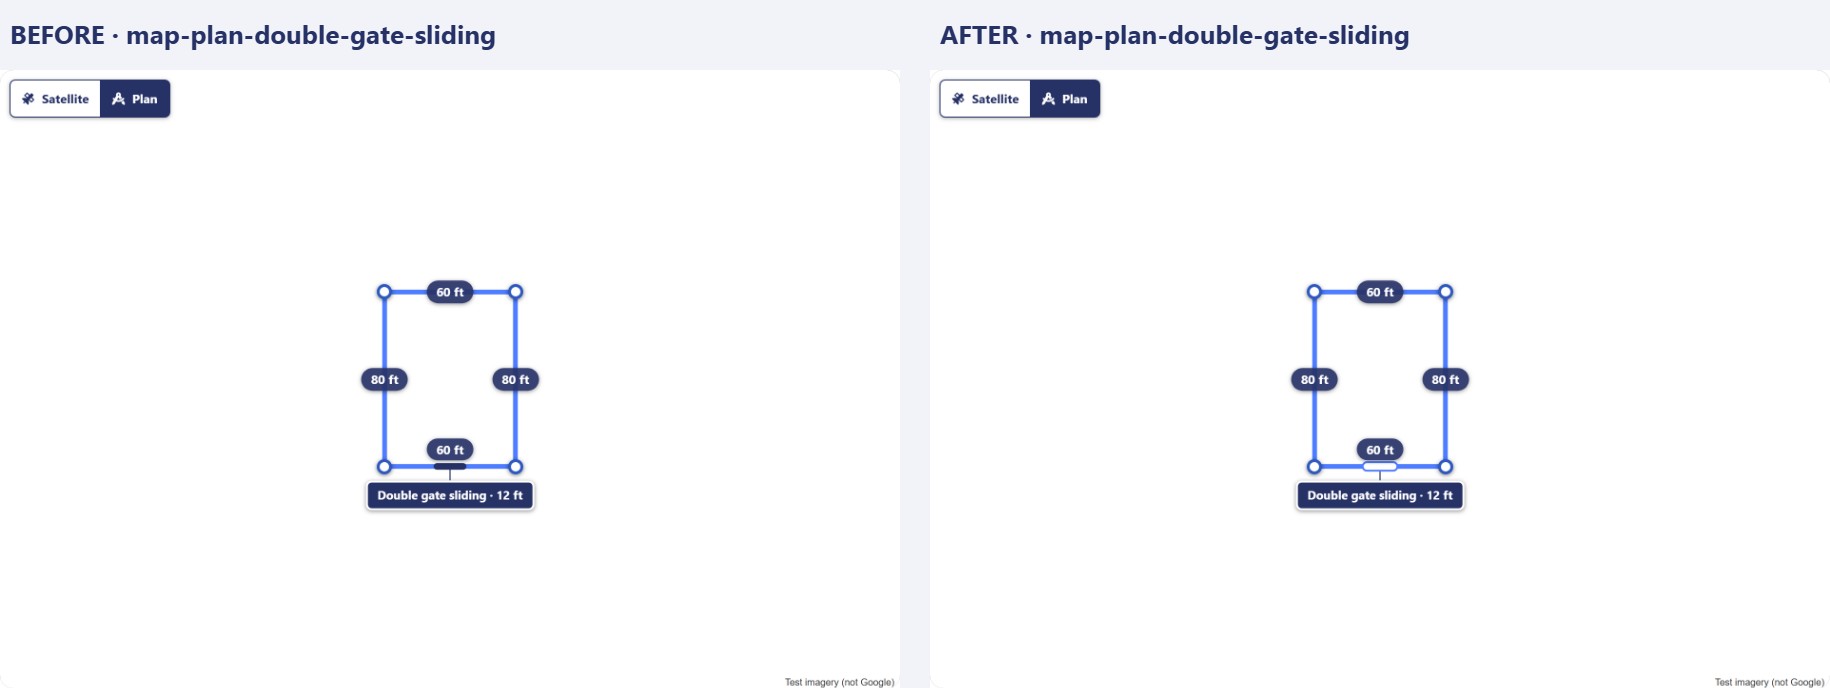 BEFORE · map-plan-double-gate-sliding
Satellite Plan
60 ft
80 ft 80 ft
60 ft
Double gate sliding · 12 ft
Test imagery (not Google)
AFTER · map-plan-double-gate-sliding
Satellite Plan
60 ft
80 ft 80 ft
60 ft
Double gate sliding · 12 ft
Test imagery (not Google)